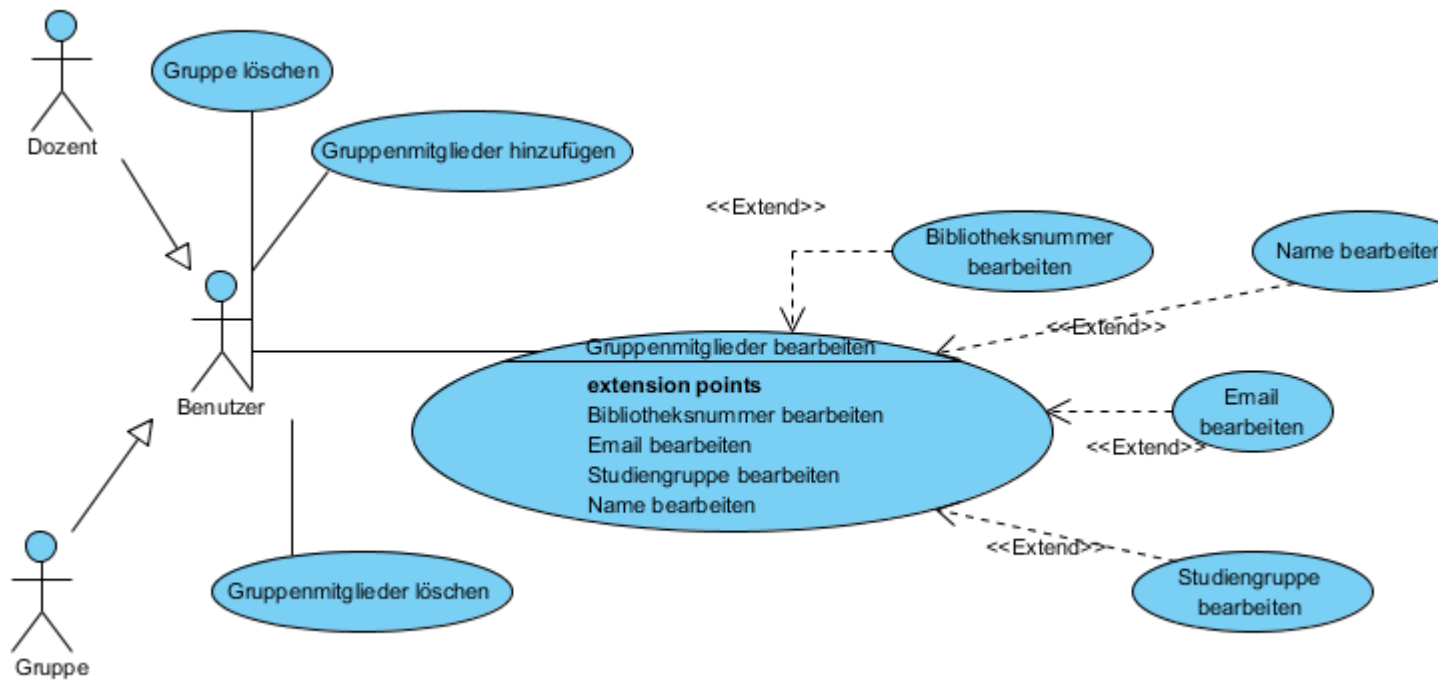 Gruppe löschen
Dozent
Gruppenmitglieder hinzufügen
<<Extend>>
Bibliotheksnummer
bearbeiten
Name bearbeiten
<<Extend>>
Gruppenmitglieder bearbeiten
extension points
Bibliotheksnummer bearbeiten
Email bearbeiten
Studiengruppe bearbeiten
Name bearbeiten
Email
bearbeiten
<<Extend>>
Benutzer
<<Extend>>
Studiengruppe
bearbeiten
Gruppenmitglieder löschen
Gruppe